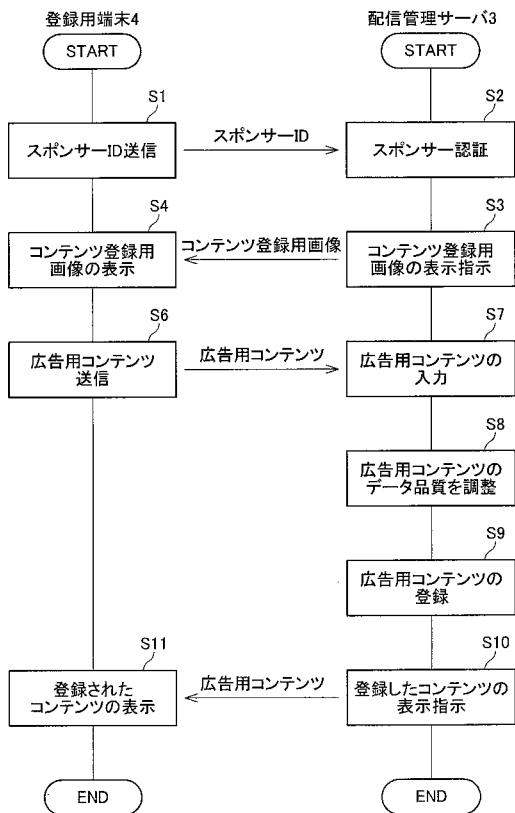 登録用端末4
配信管理サーバ3
START
START
S1
S2
スポンサーID送信
スポンサーID
スポンサー認証
S4
S3
コンテンツ登録用
画像の表示
コンテンツ登録用画像
コンテンツ登録用
画像の表示指示
S6
S7
広告用コンテンツ
送信
広告用コンテンツ
広告用コンテンツの
入力
S8
広告用コンテンツの
データ品質を調整
S9
広告用コンテンツの
登録
S11
S10
登録された
コンテンツの表示
広告用コンテンツ
登録したコンテンツの
表示指示
END
END